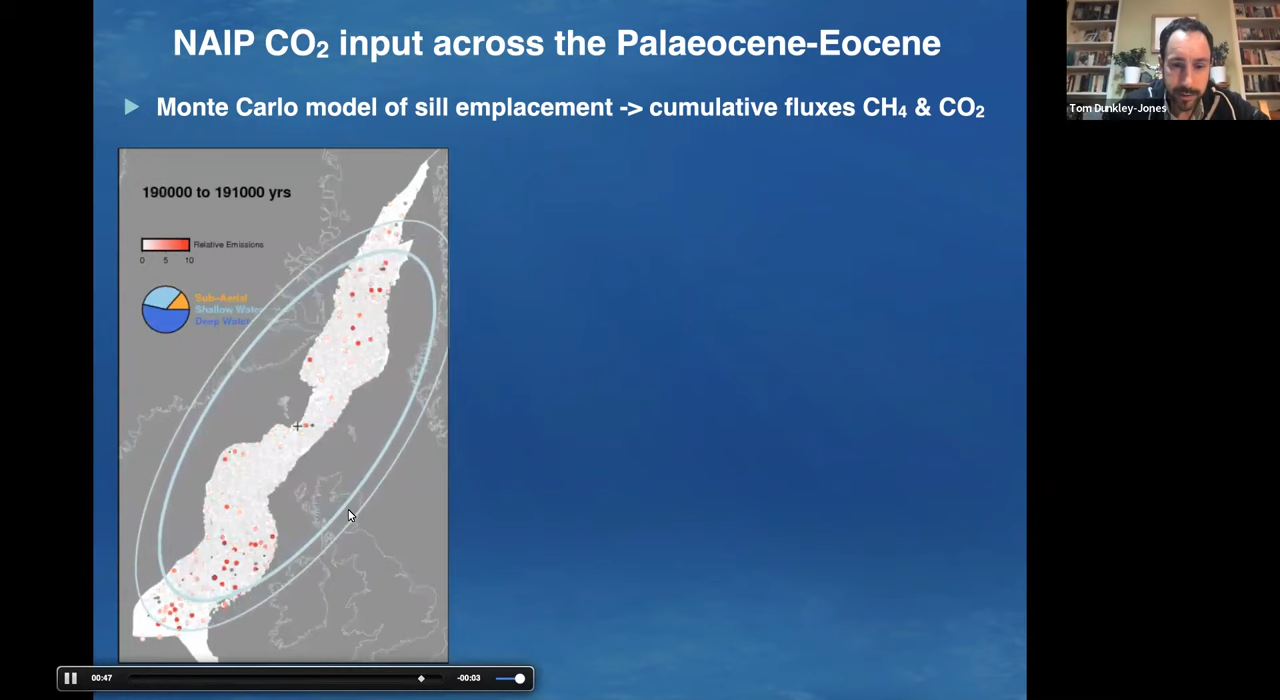 NAIP CO₂ input across the Palaeocene-Eocene
Monte Carlo model of sill emplacement -> cumulative fluxes CH₄ & CO₂
Tom Dunkley-Jones
190000 to 191000 yrs
Relative Emissions
0 5 10
Sub-Aerial
Shallow Water
Deep Water
00:47 -00:03